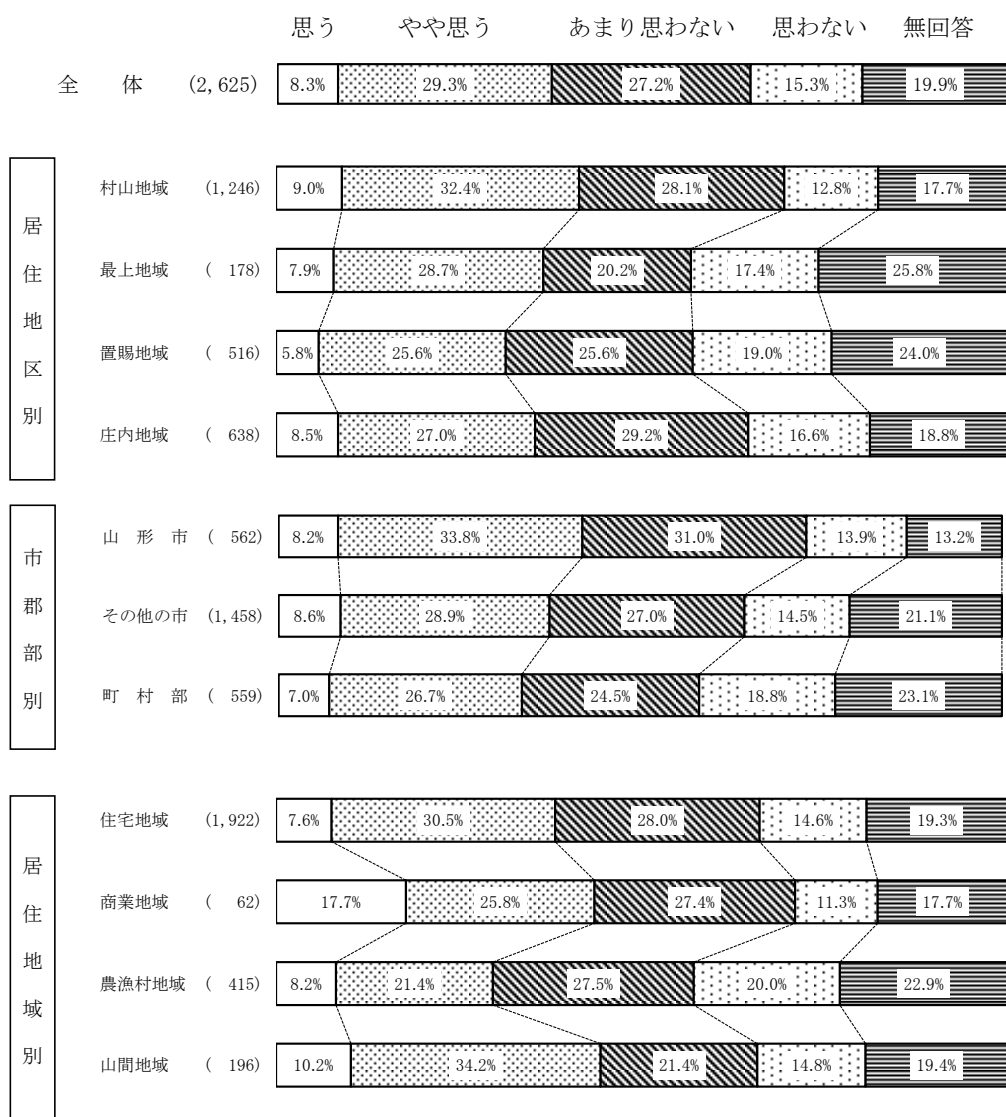 思う やや思う あまり思わない 思わない 無回答
全 体 (2,625) 8.3% 29.3% 27.2% 15.3% 19.9%
居住地区別
村山地域 (1,246) 9.0% 32.4% 28.1% 12.8% 17.7%
最上地域 ( 178) 7.9% 28.7% 20.2% 17.4% 25.8%
置賜地域 ( 516) 5.8% 25.6% 25.6% 19.0% 24.0%
庄内地域 ( 638) 8.5% 27.0% 29.2% 16.6% 18.8%
市郡部別
山 形 市 ( 562) 8.2% 33.8% 31.0% 13.9% 13.2%
その他の市 (1,458) 8.6% 28.9% 27.0% 14.5% 21.1%
町 村 部 ( 559) 7.0% 26.7% 24.5% 18.8% 23.1%
居住地域別
住宅地域 (1,922) 7.6% 30.5% 28.0% 14.6% 19.3%
商業地域 ( 62) 17.7% 25.8% 27.4% 11.3% 17.7%
農漁村地域 ( 415) 8.2% 21.4% 27.5% 20.0% 22.9%
山間地域 ( 196) 10.2% 34.2% 21.4% 14.8% 19.4%